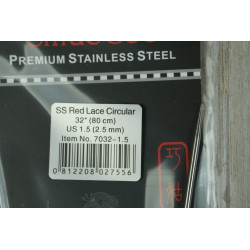 PREMIUM STAINLESS STEEL
SS Red Lace Circular
32" (80 cm)
US 1.5 (2.5 mm)
Item No. 7032-1.5
0 812208 027556
巧